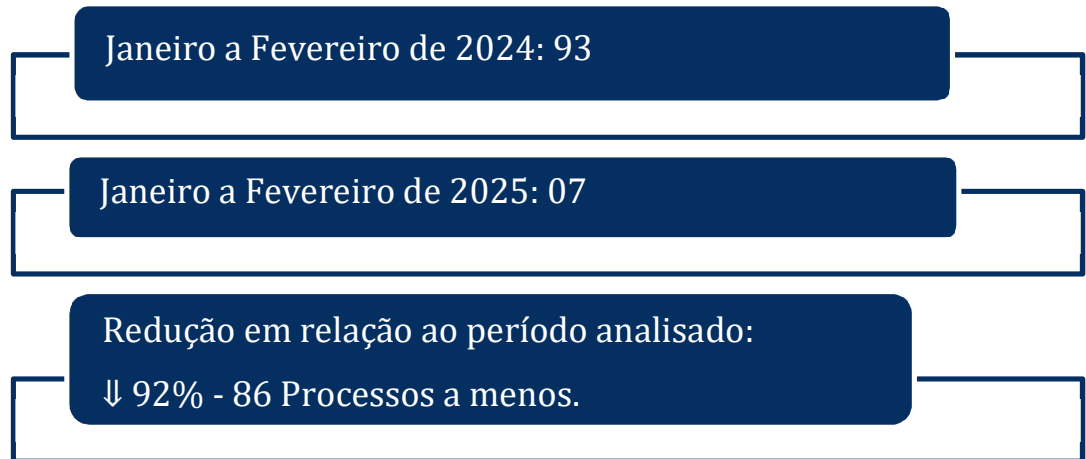 Janeiro a Fevereiro de 2024: 93
Janeiro a Fevereiro de 2025: 07
Redução em relação ao período analisado:
⇓ 92% - 86 Processos a menos.